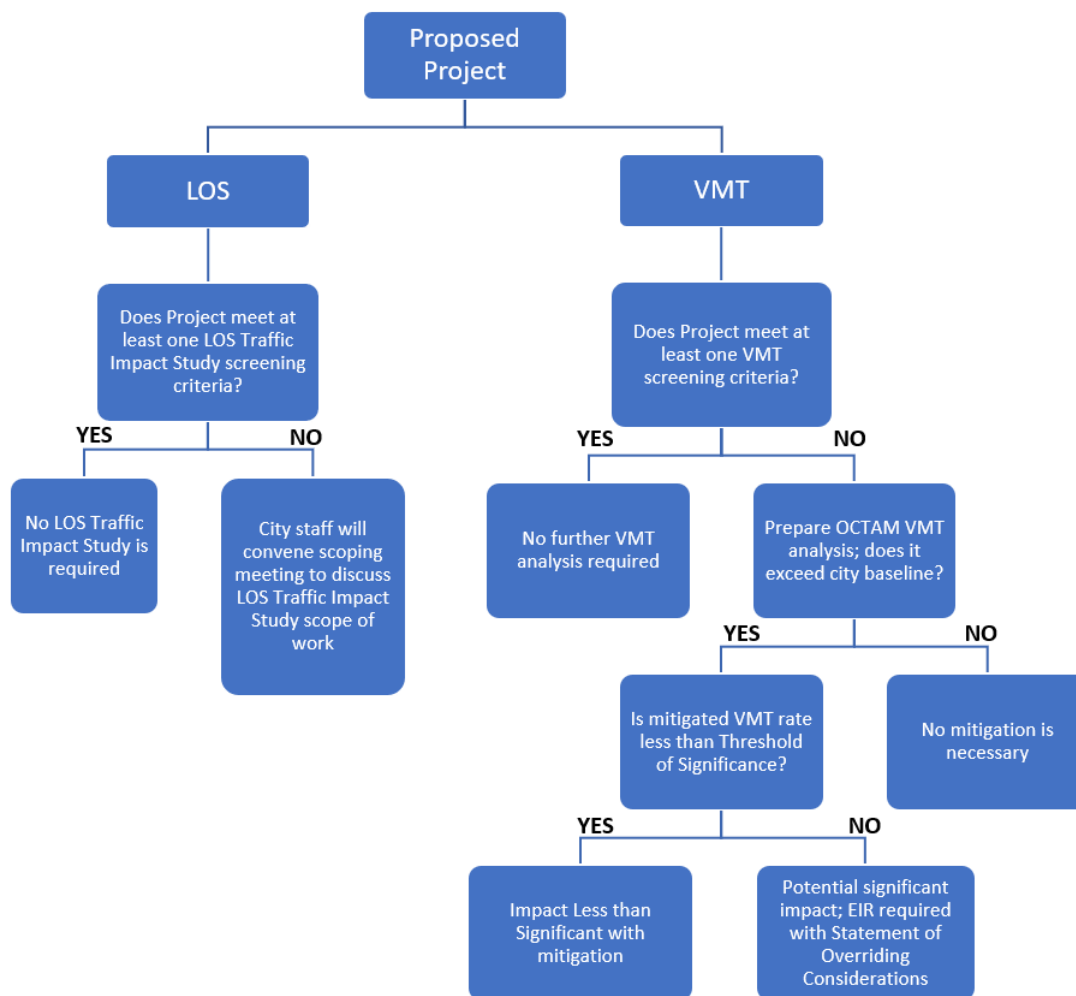 Proposed
Project
LOS
VMT
Does Project meet at
least one LOS Traffic
Impact Study screening
criteria?
Does Project meet at
least one VMT
screening criteria?
YES
NO
YES
NO
No LOS Traffic
Impact Study is
required
City staff will
convene scoping
meeting to discuss
LOS Traffic Impact
Study scope of
work
No further VMT
analysis required
Prepare OCTAM VMT
analysis; does it
exceed city baseline?
YES
NO
Is mitigated VMT rate
less than Threshold
of Significance?
No mitigation is
necessary
YES
NO
Impact Less than
Significant with
mitigation
Potential significant
impact; EIR required
with Statement of
Overriding
Considerations